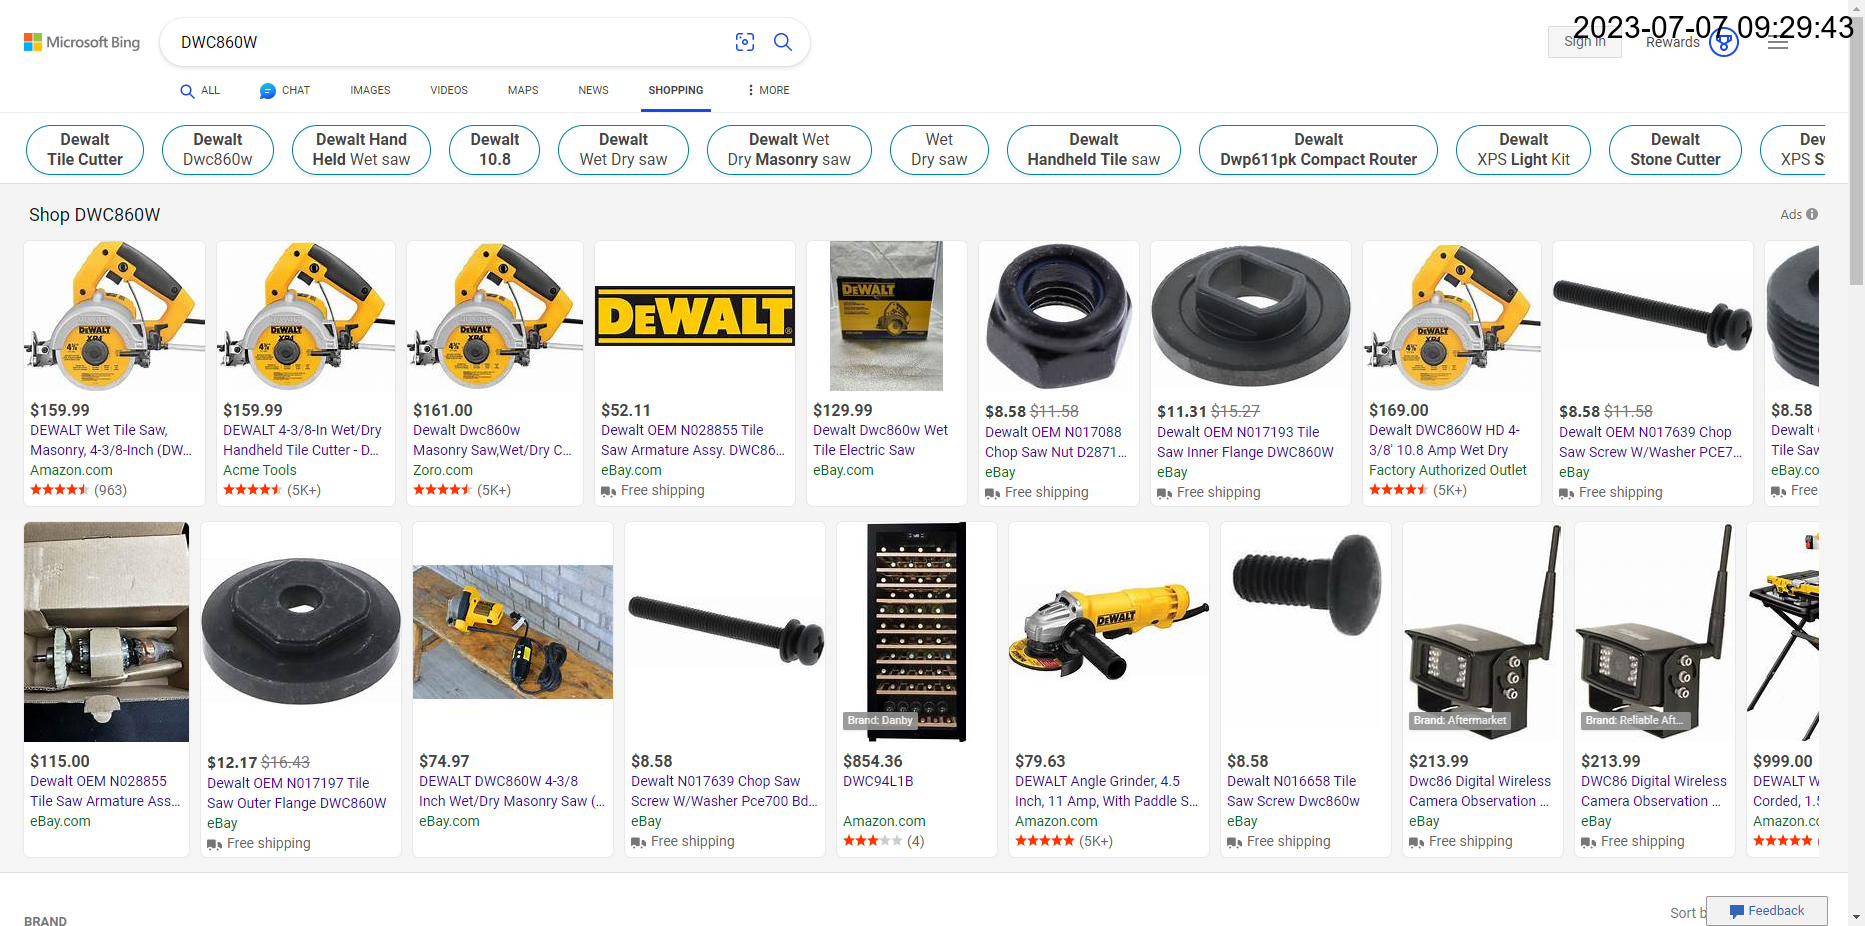 2023-07-07 09:29:43
Microsoft Bing
DWC860W
Sign in
Rewards
ALL
CHAT
IMAGES
VIDEOS
MAPS
NEWS
SHOPPING
MORE
Dewalt
Tile Cutter
Dewalt
Dwc860w
Dewalt Hand
Held Wet saw
Dewalt
10.8
Dewalt
Wet Dry saw
Dewalt Wet
Dry Masonry saw
Wet
Dry saw
Dewalt
Handheld Tile saw
Dewalt
Dwp611pk Compact Router
Dewalt
XPS Light Kit
Dewalt
Stone Cutter
XPS
Shop DWC860W
Ads
$159.99
DEWALT Wet Tile Saw,
Masonry, 4-3/8-Inch (DW...
Amazon.com
(963)
$159.99
DEWALT 4-3/8-In Wet/Dry
Handheld Tile Cutter - D...
Acme Tools
(5K+)
$161.00
Dewalt Dwc860w
Masonry Saw,Wet/Dry C...
Zoro.com
(5K+)
DEWALT
$52.11
Dewalt OEM N028855 Tile
Saw Armature Assy. DWC86...
eBay.com
Free shipping
DEWALT
$129.99
Dewalt Dwc860w Wet
Tile Electric Saw
eBay.com
$8.58 $11.58
Dewalt OEM N017088
Chop Saw Nut D2871...
eBay
Free shipping
$11.31 $15.27
Dewalt OEM N017193 Tile
Saw Inner Flange DWC860W
eBay
Free shipping
$169.00
Dewalt DWC860W HD 4-
3/8' 10.8 Amp Wet Dry
Factory Authorized Outlet
(5K+)
$8.58 $11.58
Dewalt OEM N017639 Chop
Saw Screw W/Washer PCE7...
eBay
Free shipping
$8.58
Dewalt
Tile Saw
eBay.co
Free
$115.00
Dewalt OEM N028855
Tile Saw Armature Ass...
eBay.com
$12.17 $16.43
Dewalt OEM N017197 Tile
Saw Outer Flange DWC860W
eBay
Free shipping
$74.97
DEWALT DWC860W 4-3/8
Inch Wet/Dry Masonry Saw (...
eBay.com
$8.58
Dewalt N017639 Chop Saw
Screw W/Washer Pce700 Bd...
eBay
Free shipping
Brand: Danby
$854.36
DWC94L1B
Amazon.com
(4)
DEWALT
$79.63
DEWALT Angle Grinder, 4.5
Inch, 11 Amp, With Paddle S...
Amazon.com
(5K+)
$8.58
Dewalt N016658 Tile
Saw Screw Dwc860w
eBay
Free shipping
Brand: Aftermarket
$213.99
Dwc86 Digital Wireless
Camera Observation ...
eBay
Free shipping
Brand: Reliable Aft...
$213.99
DWC86 Digital Wireless
Camera Observation ...
eBay
Free shipping
$999.00
DEWALT W
Corded, 1.5
Amazon.co
BRAND
Sort b
Feedback